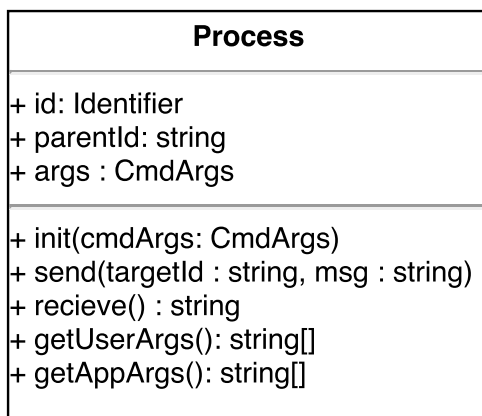 Process
+ id: Identifier
+ parentId: string
+ args : CmdArgs
+ init(cmdArgs: CmdArgs)
+ send(targetId : string, msg : string)
+ recieve() : string
+ getUserArgs(): string[]
+ getAppArgs(): string[]